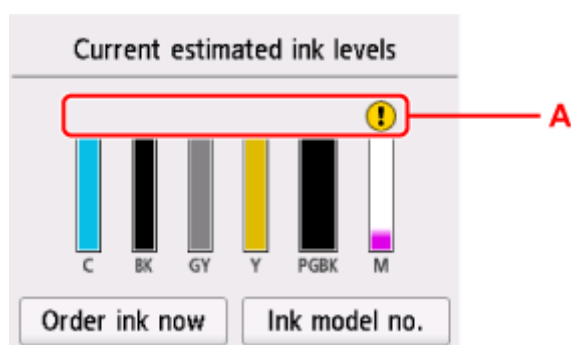 Current estimated ink levels
A
C BK GY Y PGBK M
Order ink now Ink model no.